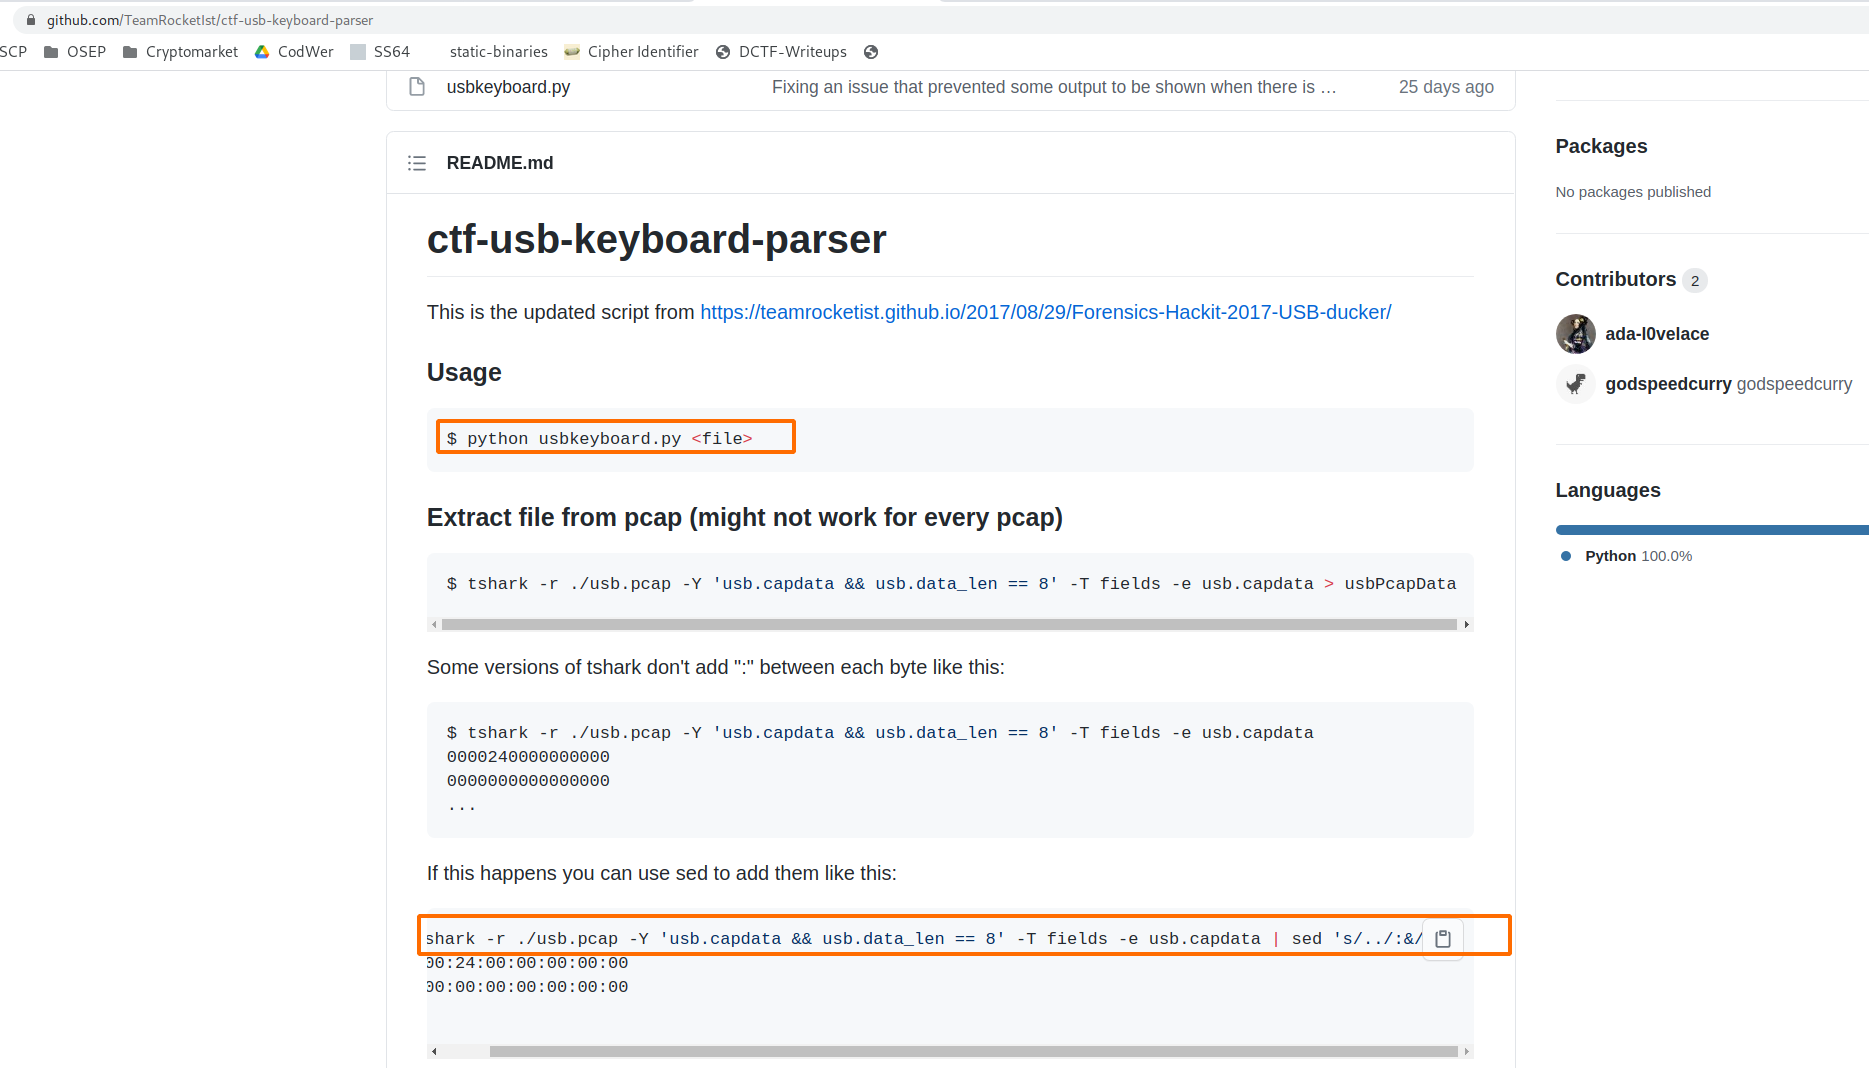 github.com/TeamRocketIst/ctf-usb-keyboard-parser
SCP OSEP Cryptomarket CodWer SS64 static-binaries Cipher Identifier DCTF-Writeups
usbkeyboard.py Fixing an issue that prevented some output to be shown when there is … 25 days ago
README.md
ctf-usb-keyboard-parser
This is the updated script from https://teamrocketist.github.io/2017/08/29/Forensics-Hackit-2017-USB-ducker/
Usage
$ python usbkeyboard.py <file>
Extract file from pcap (might not work for every pcap)
$ tshark -r ./usb.pcap -Y 'usb.capdata && usb.data_len == 8' -T fields -e usb.capdata > usbPcapData
Some versions of tshark don't add ":" between each byte like this:
$ tshark -r ./usb.pcap -Y 'usb.capdata && usb.data_len == 8' -T fields -e usb.capdata
0000240000000000
0000000000000000
...
If this happens you can use sed to add them like this:
shark -r ./usb.pcap -Y 'usb.capdata && usb.data_len == 8' -T fields -e usb.capdata | sed 's/../:&/
00:24:00:00:00:00:00
00:00:00:00:00:00:00
Packages
No packages published
Contributors 2
ada-l0velace
godspeedcurry godspeedcurry
Languages
Python 100.0%